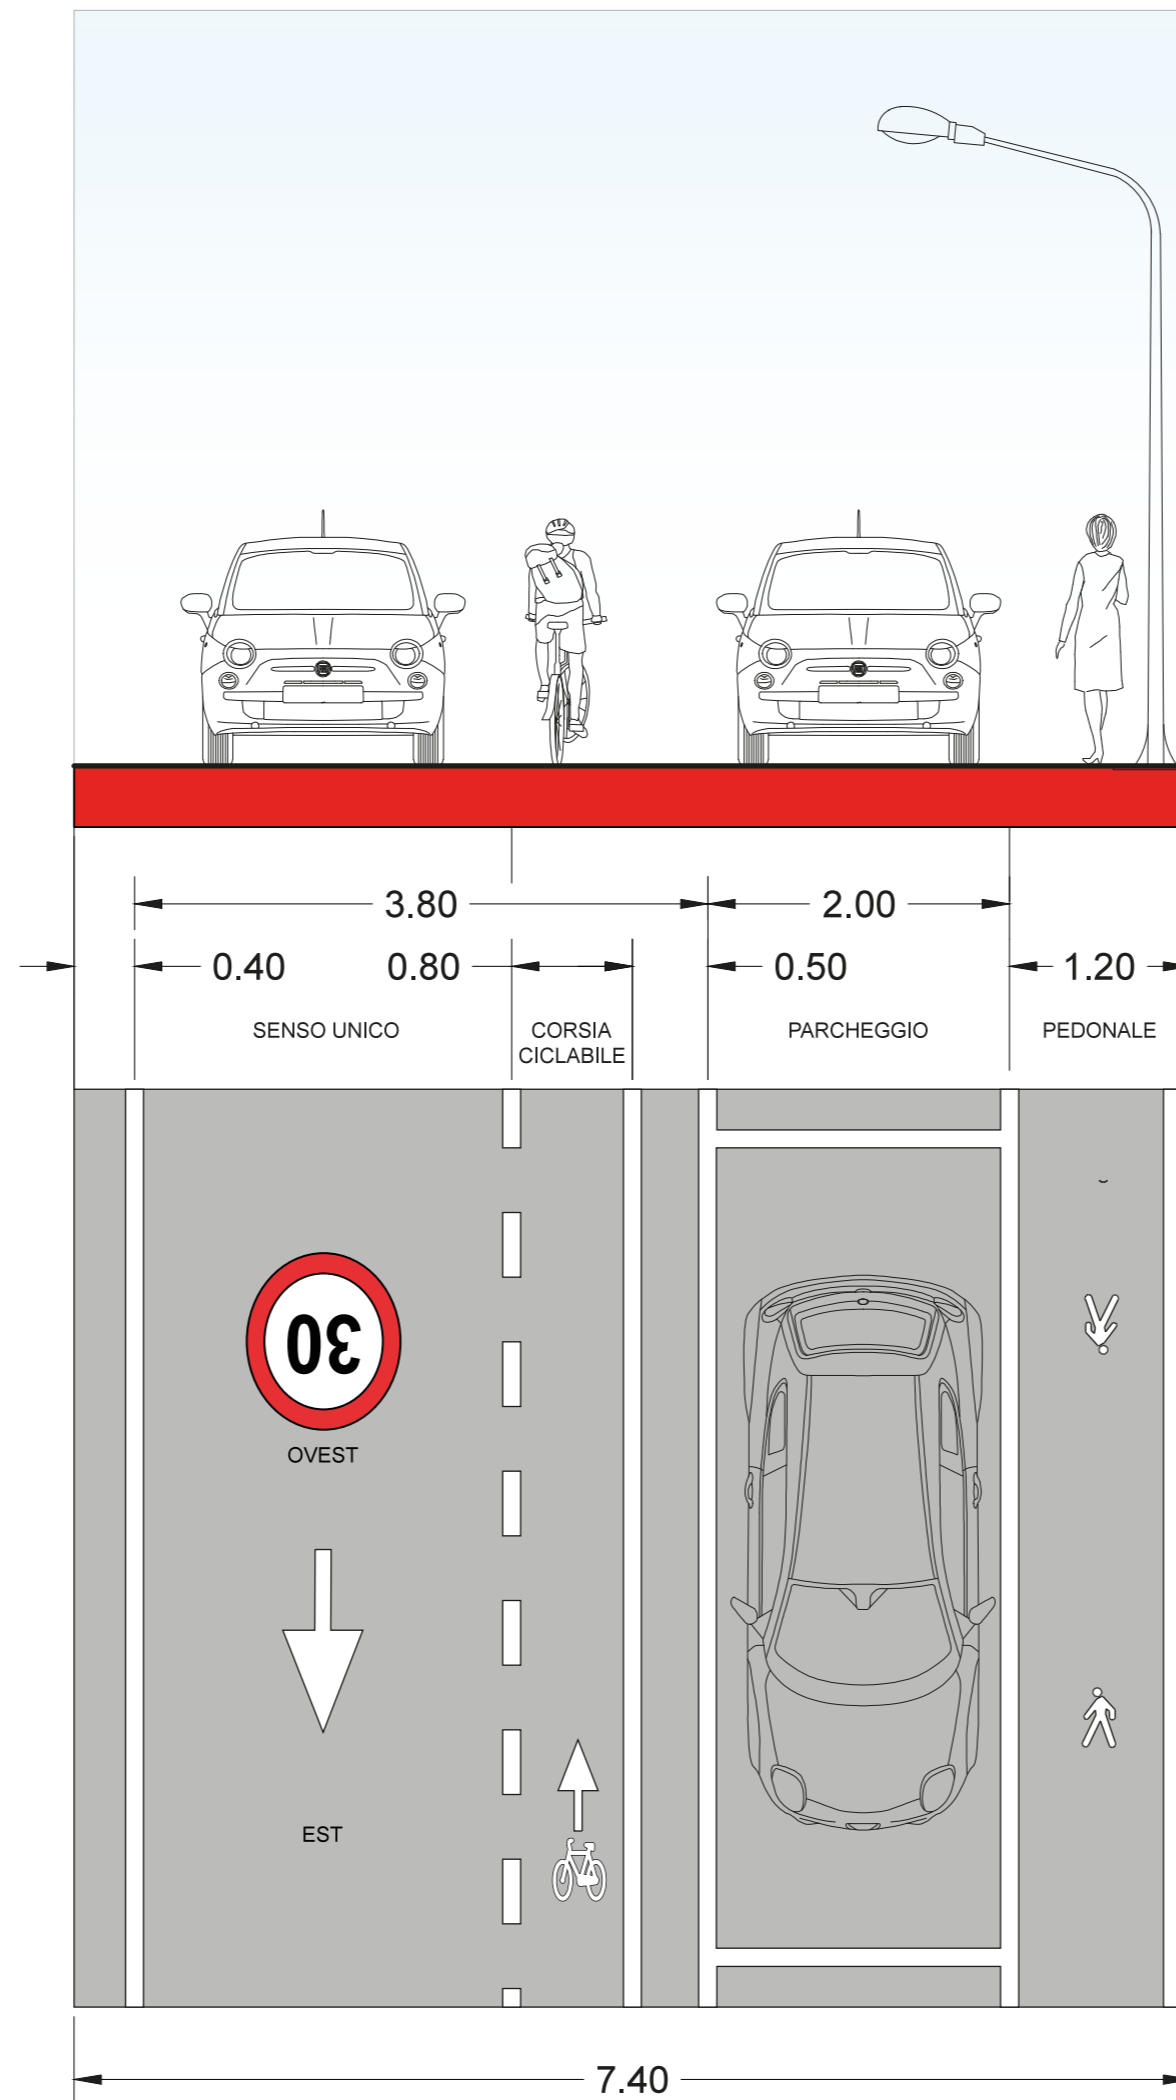 3.80 2.00
0.40 0.80 0.50 1.20
SENSO UNICO CORSIA CICLABILE PARCHEGGIO PEDONALE
30
OVEST
EST
7.40